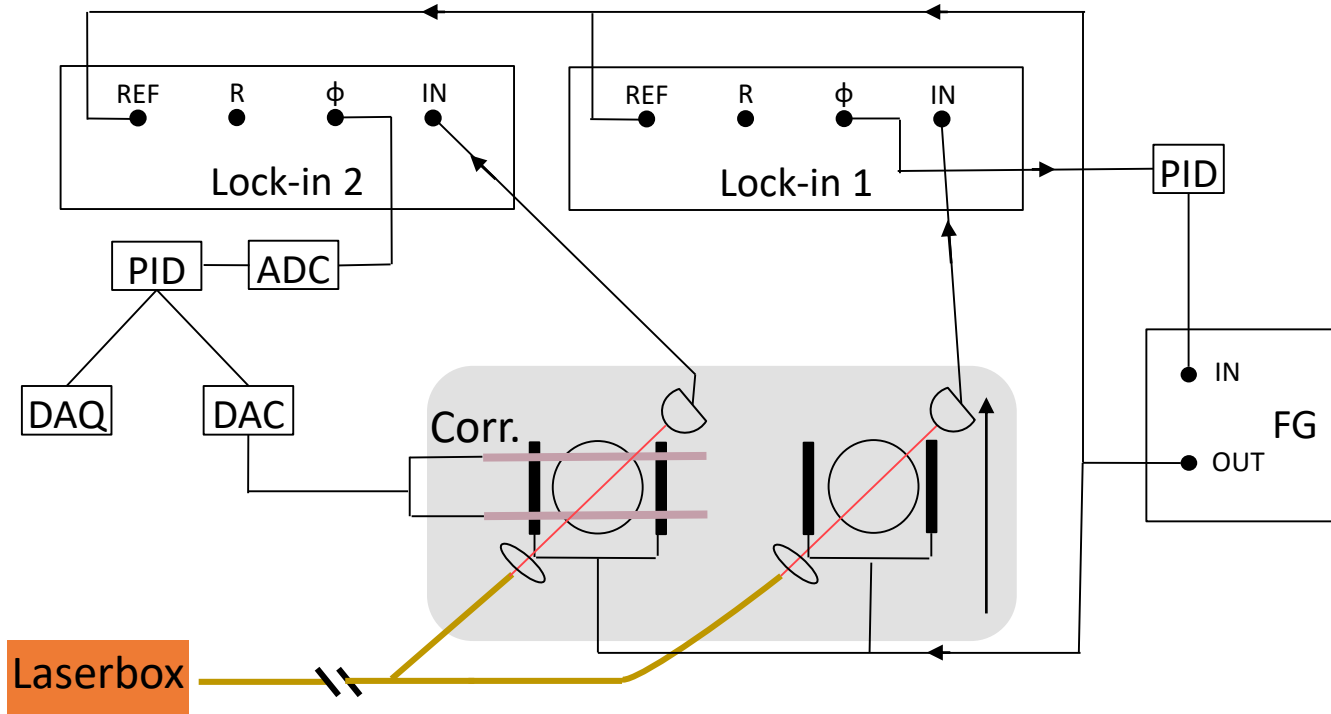 REF R ϕ IN
Lock-in 2
REF R ϕ IN
Lock-in 1
PID
PID
ADC
IN
FG
OUT
DAQ
DAC
Corr.
Laserbox